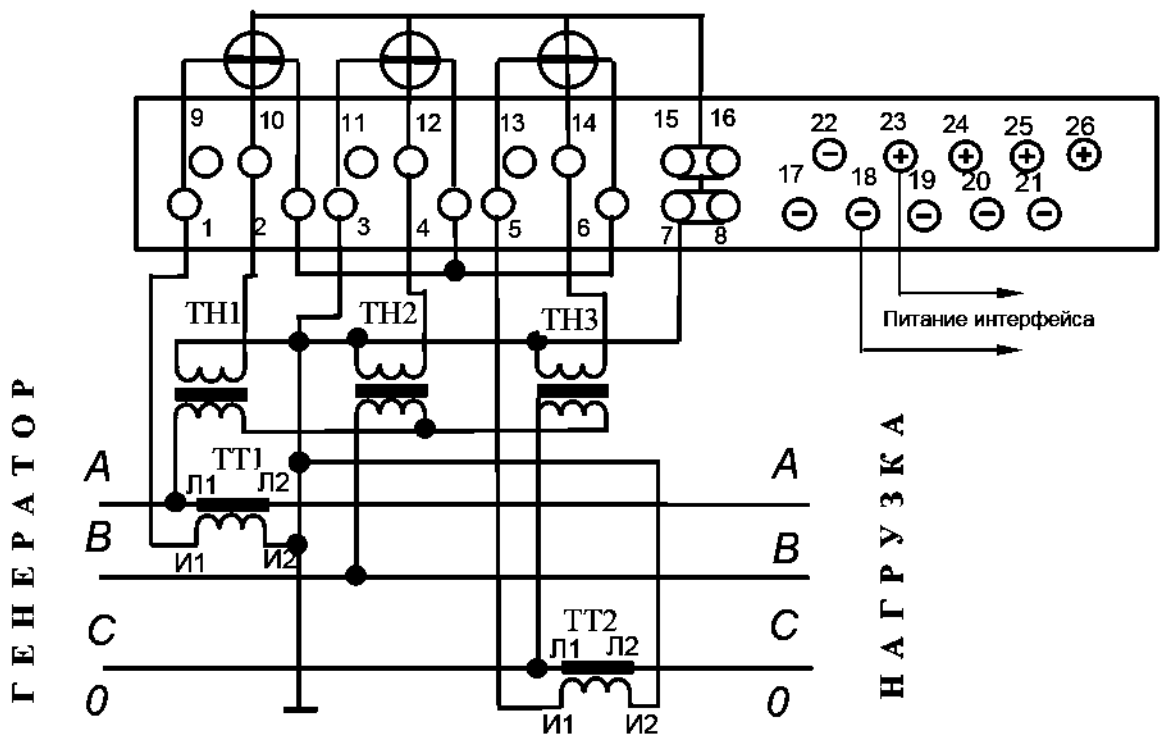 9 10 11 12 13 14 15 16
22 23 24 25 26
17 18 19 20 21
1 2 3 4 5 6 7 8
ТН1 ТН2 ТН3
Питание интерфейса
ГЕНЕРАТОР
НАГРУЗКА
ТТ1
A Л1 Л2 A
B И1 И2 B
ТТ2
C Л1 Л2 C
0 И1 И2 0